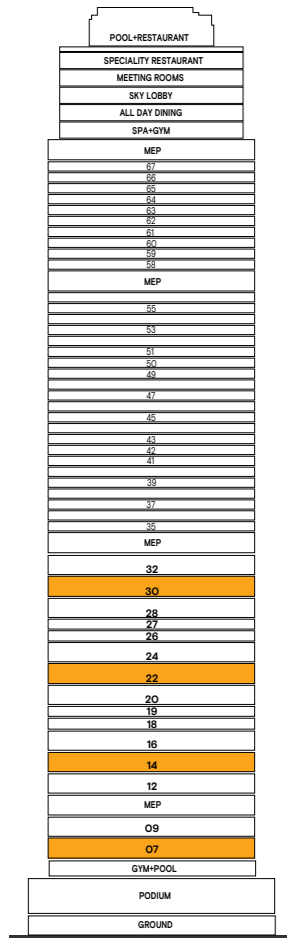 POOL+RESTAURANT
SPECIALITY RESTAURANT
MEETING ROOMS
SKY LOBBY
ALL DAY DINING
SPA+GYM
MEP
67
66
65
64
63
62
61
60
59
58
MEP
55
53
51
50
49
47
45
43
42
41
39
37
35
MEP
32
30
28
27
26
24
22
20
19
18
16
14
12
MEP
09
07
GYM+POOL
PODIUM
GROUND